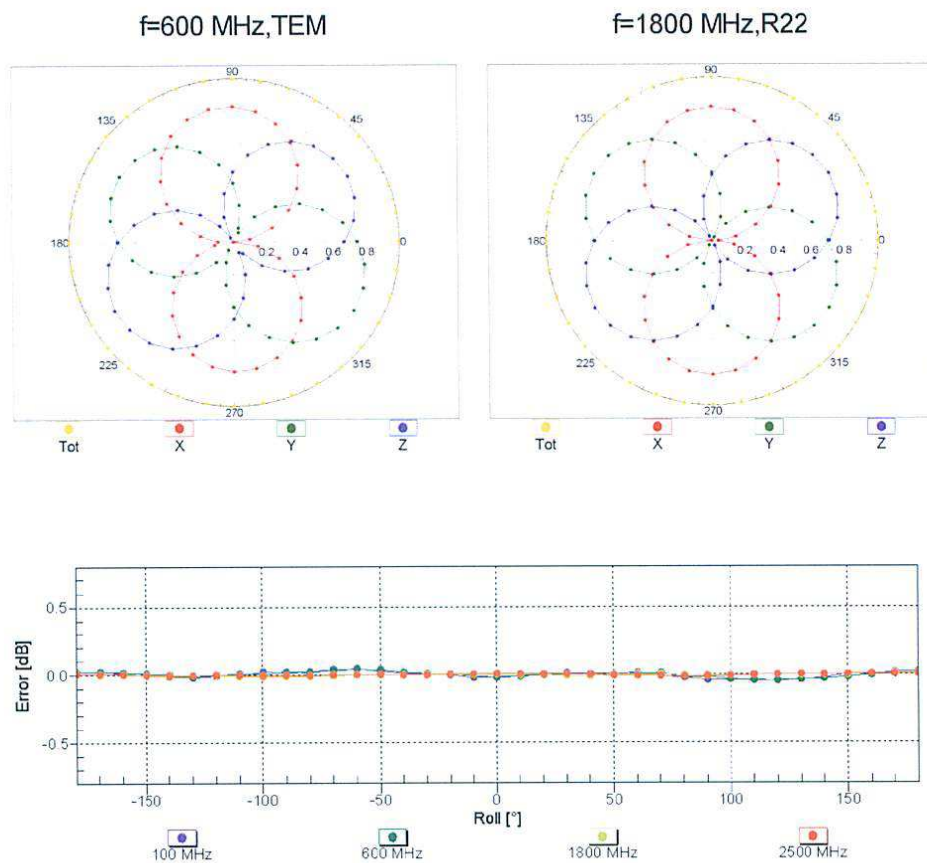 f=600 MHz,TEM
f=1800 MHz,R22
90
135
45
180
0.2 0.4 0.6 0.8
0
225
315
270
Tot X Y Z
90
135
45
180
0.2 0.4 0.6 0.8
0
225
315
270
Tot X Y Z
Error [dB]
0.5
0.0
-0.5
-150 -100 -50 0 50 100 150
Roll [°]
100 MHz 600 MHz 1800 MHz 2500 MHz